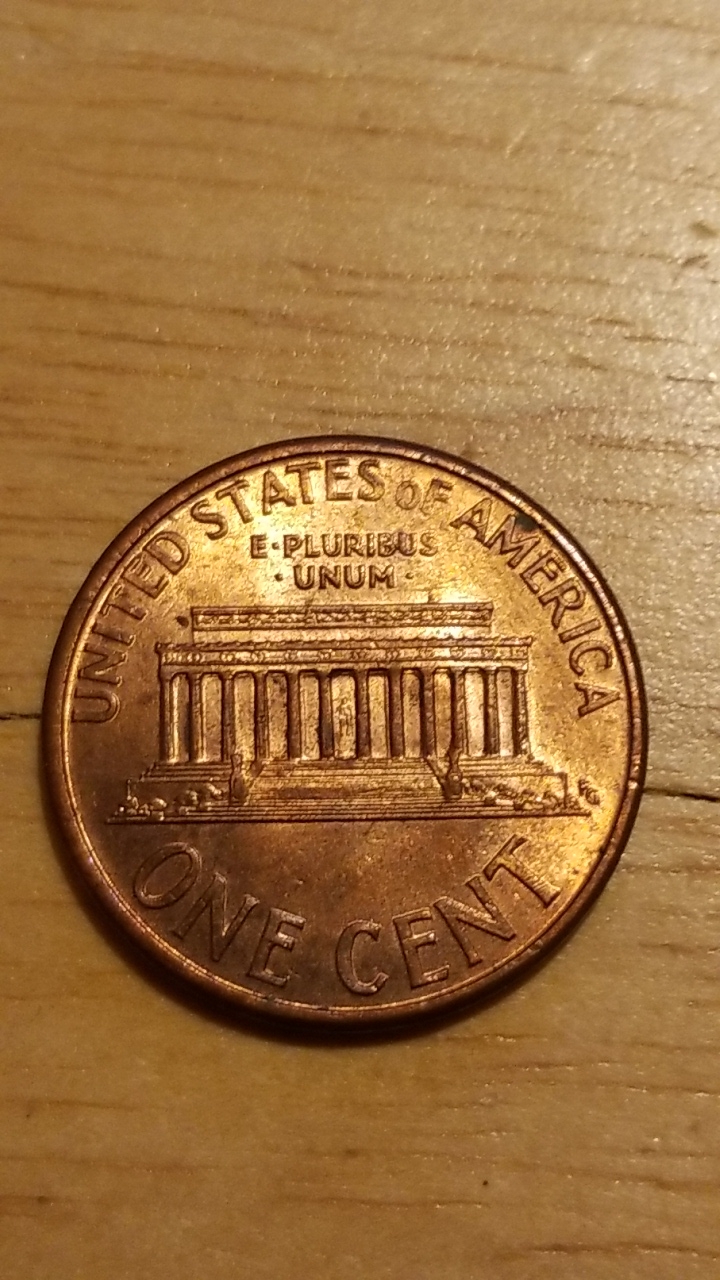 UNITED STATES OF AMERICA
E·PLURIBUS
·UNUM·
ONE CENT